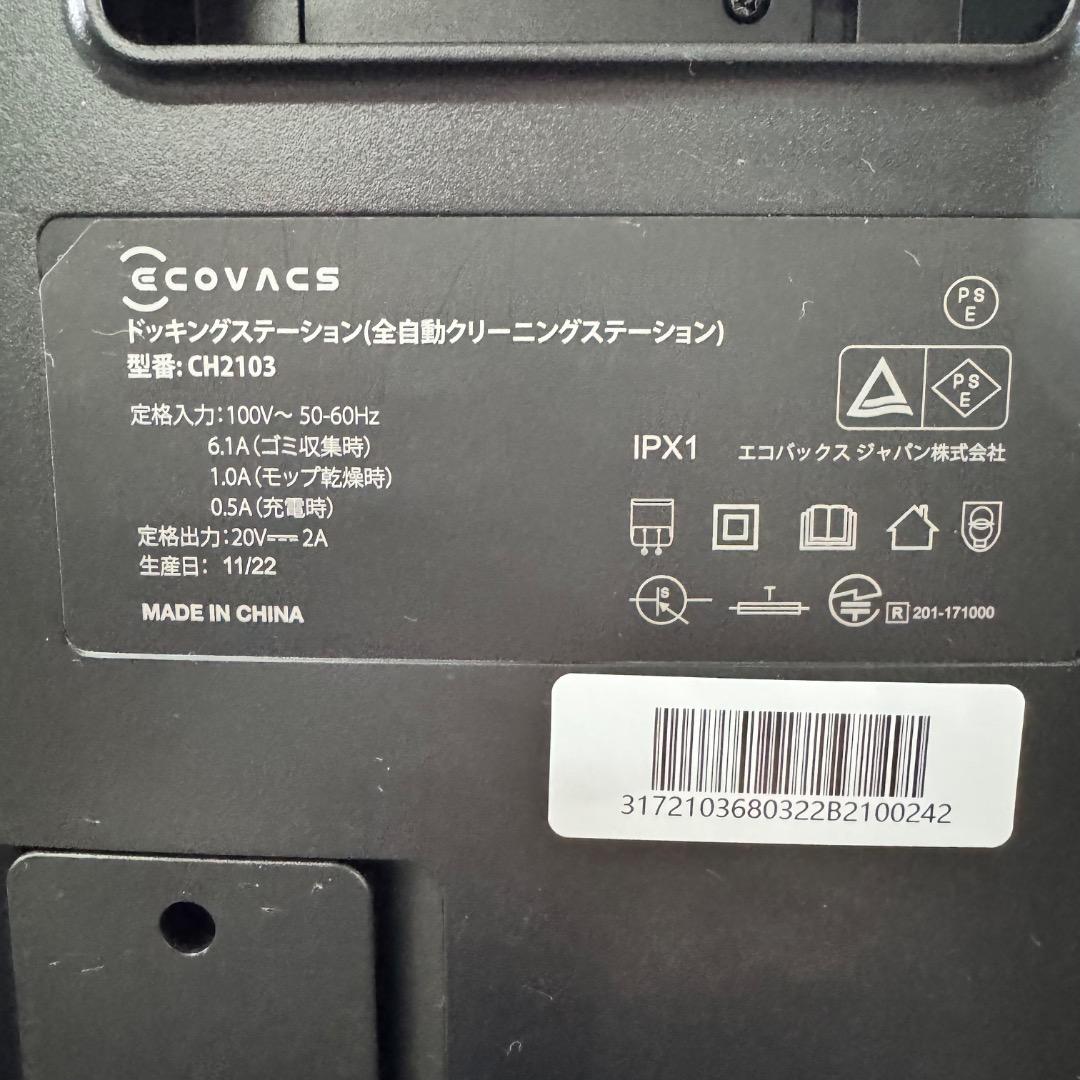 ECOVACS
ドッキングステーション(全自動クリーニングステーション)
型番: CH2103
定格入力：100V～ 50-60Hz
6.1A（ゴミ収集時）
1.0A（モップ乾燥時）
0.5A（充電時）
定格出力：20V⎓2A
生産日： 11/22
MADE IN CHINA
PSE
PSE
IPX1
エコバックス ジャパン株式会社
S
T
R 201-171000
3172103680322B2100242